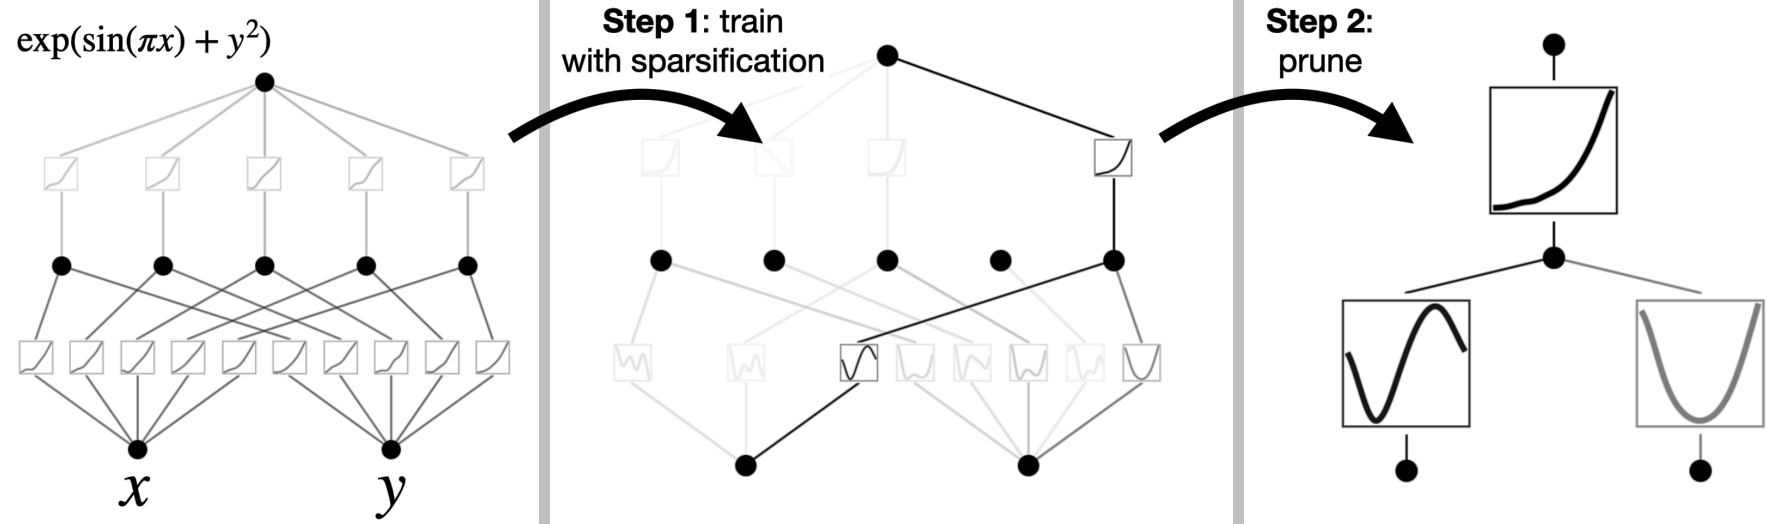 exp(sin(πx) + y²)
Step 1: train
with sparsification
Step 2:
prune
x
y